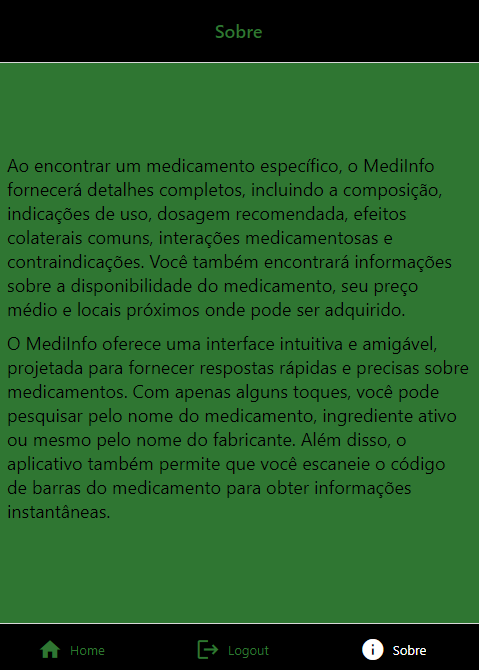 Sobre
Ao encontrar um medicamento específico, o MediInfo
fornecerá detalhes completos, incluindo a composição,
indicações de uso, dosagem recomendada, efeitos
colaterais comuns, interações medicamentosas e
contraindicações. Você também encontrará informações
sobre a disponibilidade do medicamento, seu preço
médio e locais próximos onde pode ser adquirido.
O MediInfo oferece uma interface intuitiva e amigável,
projetada para fornecer respostas rápidas e precisas sobre
medicamentos. Com apenas alguns toques, você pode
pesquisar pelo nome do medicamento, ingrediente ativo
ou mesmo pelo nome do fabricante. Além disso, o
aplicativo também permite que você escaneie o código
de barras do medicamento para obter informações
instantâneas.
Home Logout Sobre